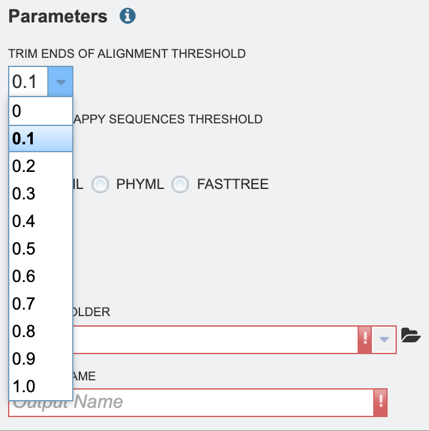 Parameters i
TRIM ENDS OF ALIGNMENT THRESHOLD
0.1
0
APPY SEQUENCES THRESHOLD
0.1
0.2
IL PHYML FASTTREE
0.3
0.4
0.5
0.6
0.7
OLDER
0.8
!
0.9
AME
1.0
Output Name !